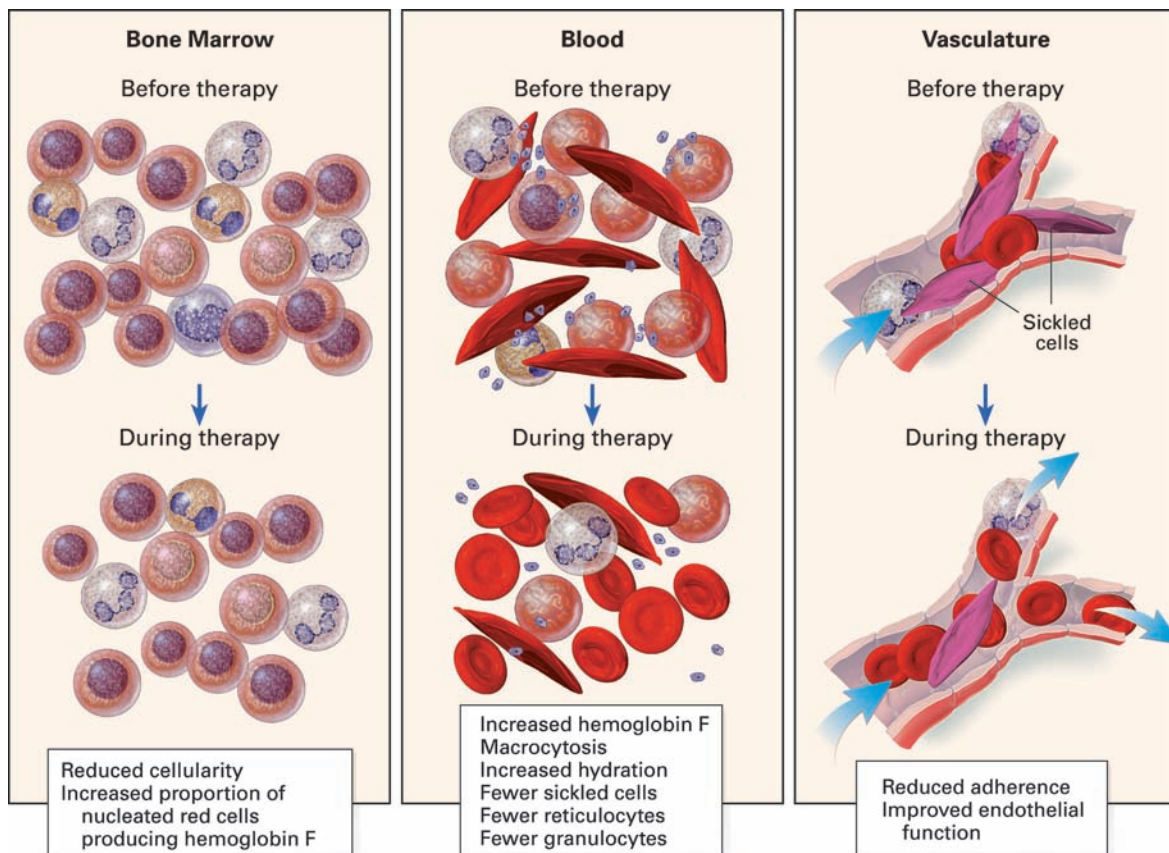 Bone Marrow
Before therapy
During therapy
Reduced cellularity
Increased proportion of
nucleated red cells
producing hemoglobin F
Blood
Before therapy
During therapy
Increased hemoglobin F
Macrocytosis
Increased hydration
Fewer sickled cells
Fewer reticulocytes
Fewer granulocytes
Vasculature
Before therapy
Sickled
cells
During therapy
Reduced adherence
Improved endothelial
function